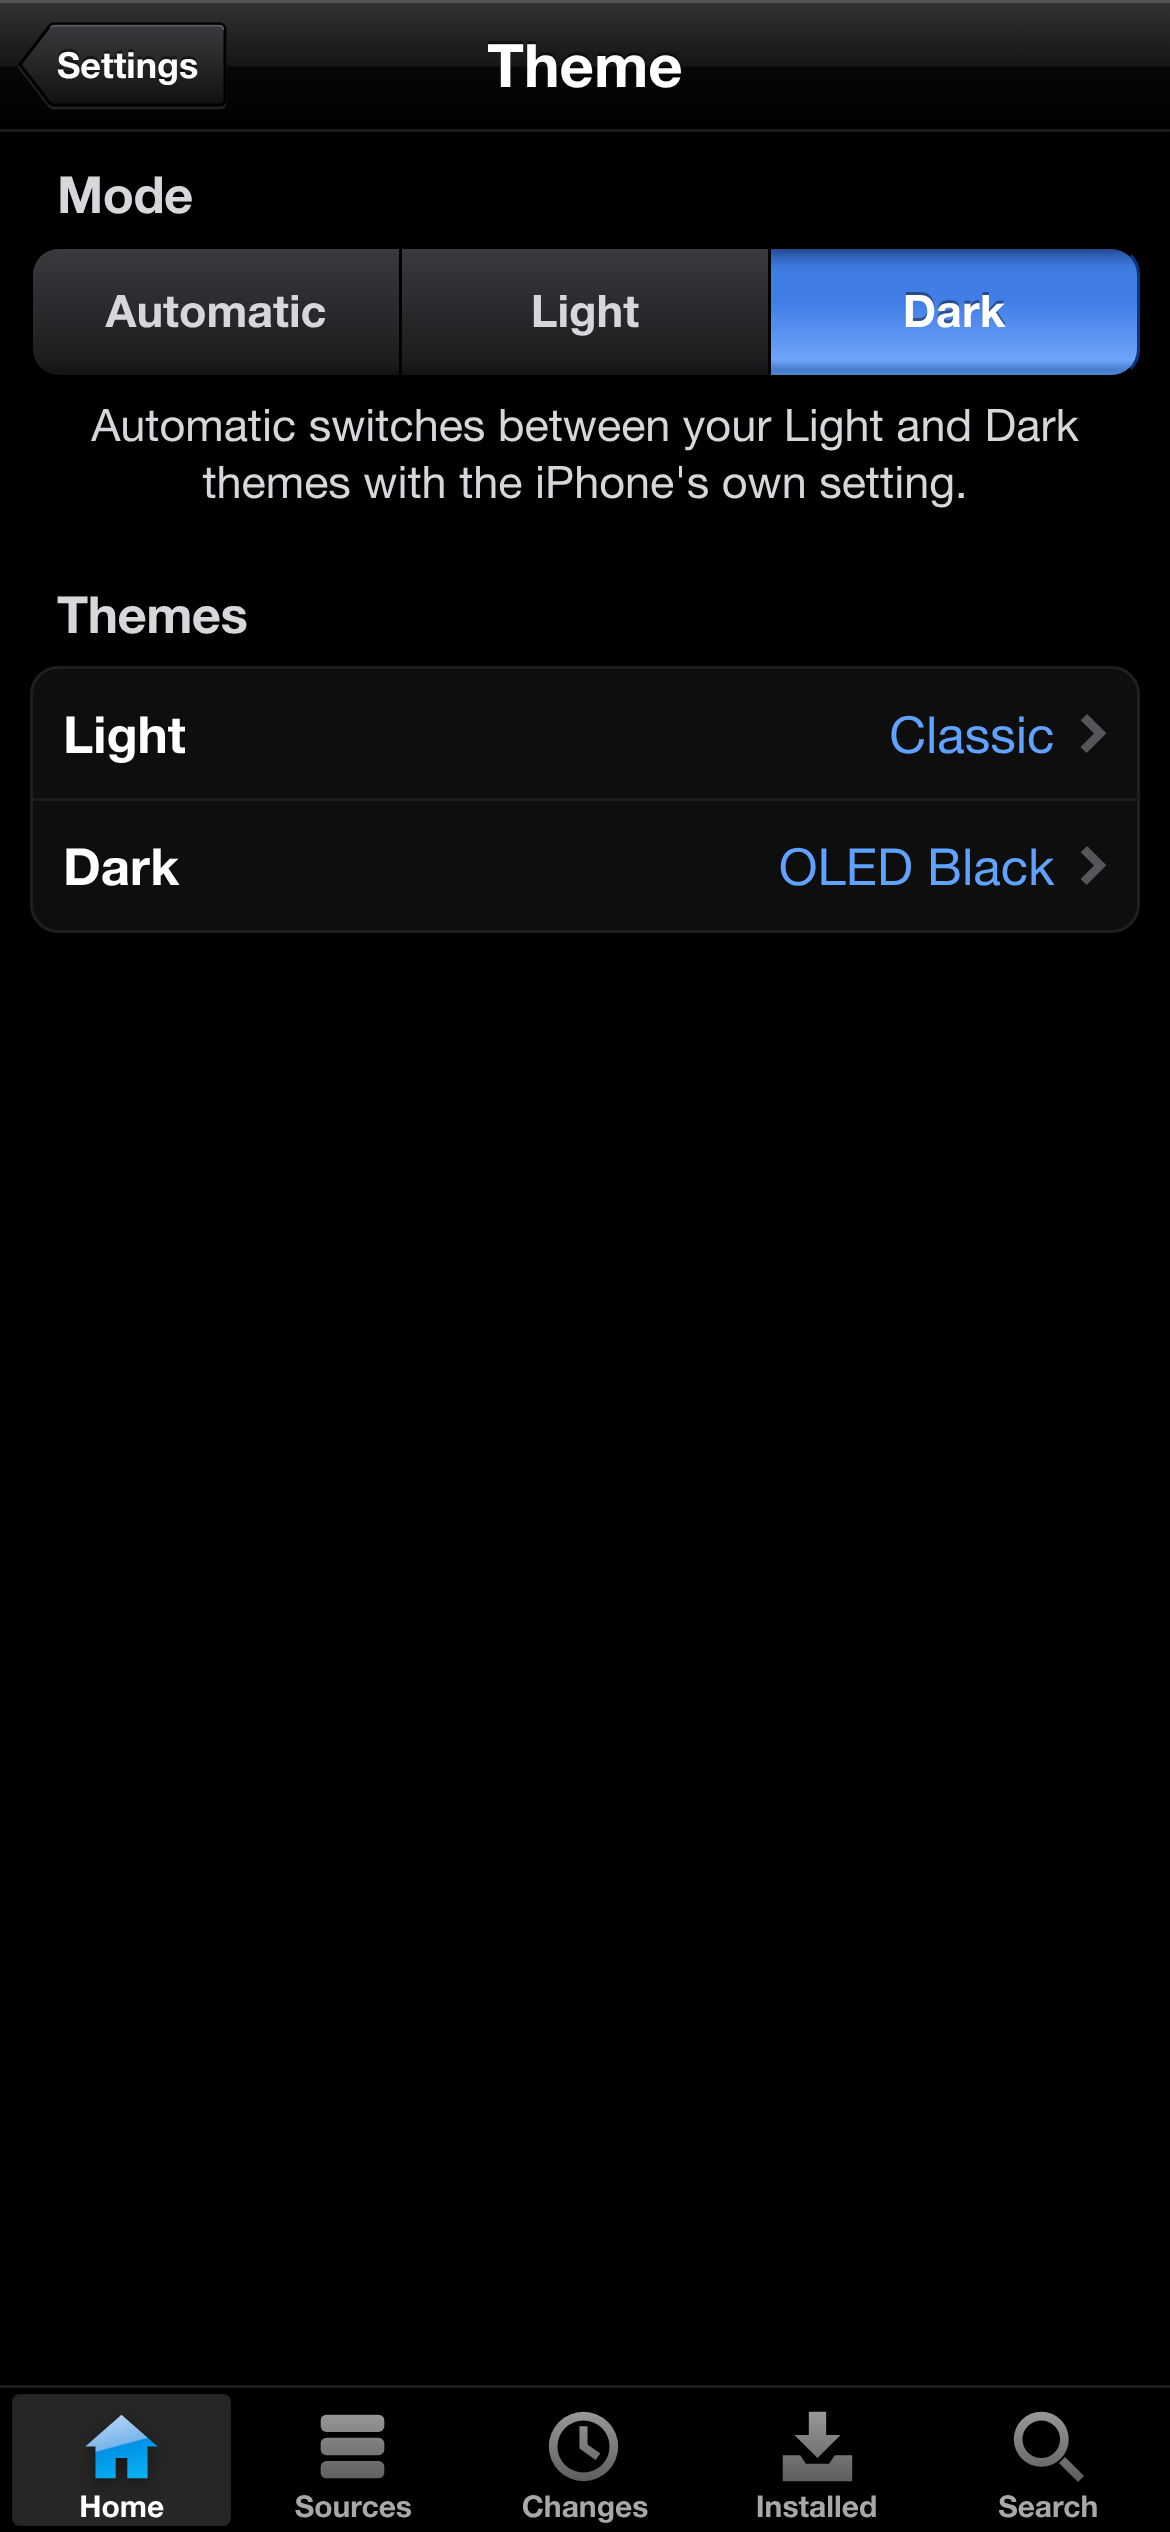 Settings
Theme
Mode
Automatic
Light
Dark
Automatic switches between your Light and Dark
themes with the iPhone's own setting.
Themes
Light
Classic
Dark
OLED Black
Home
Sources
Changes
Installed
Search